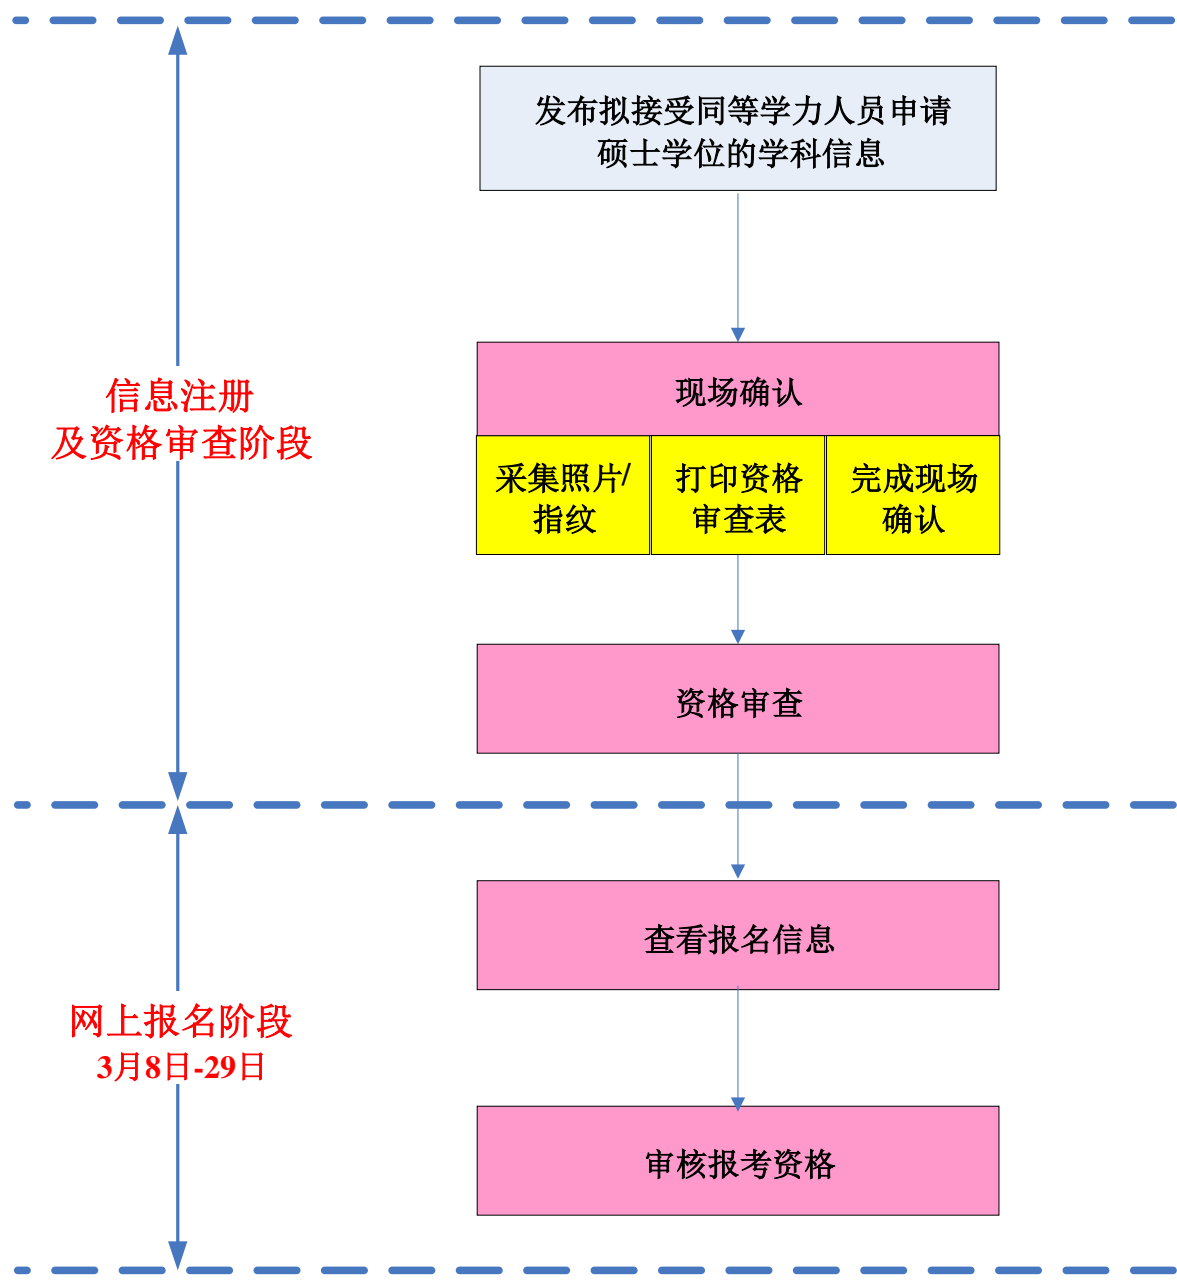 发布拟接受同等学力人员申请
硕士学位的学科信息
现场确认
信息注册
及资格审查阶段
采集照片/
指纹
打印资格
审查表
完成现场
确认
资格审查
查看报名信息
网上报名阶段
3月8日-29日
审核报考资格